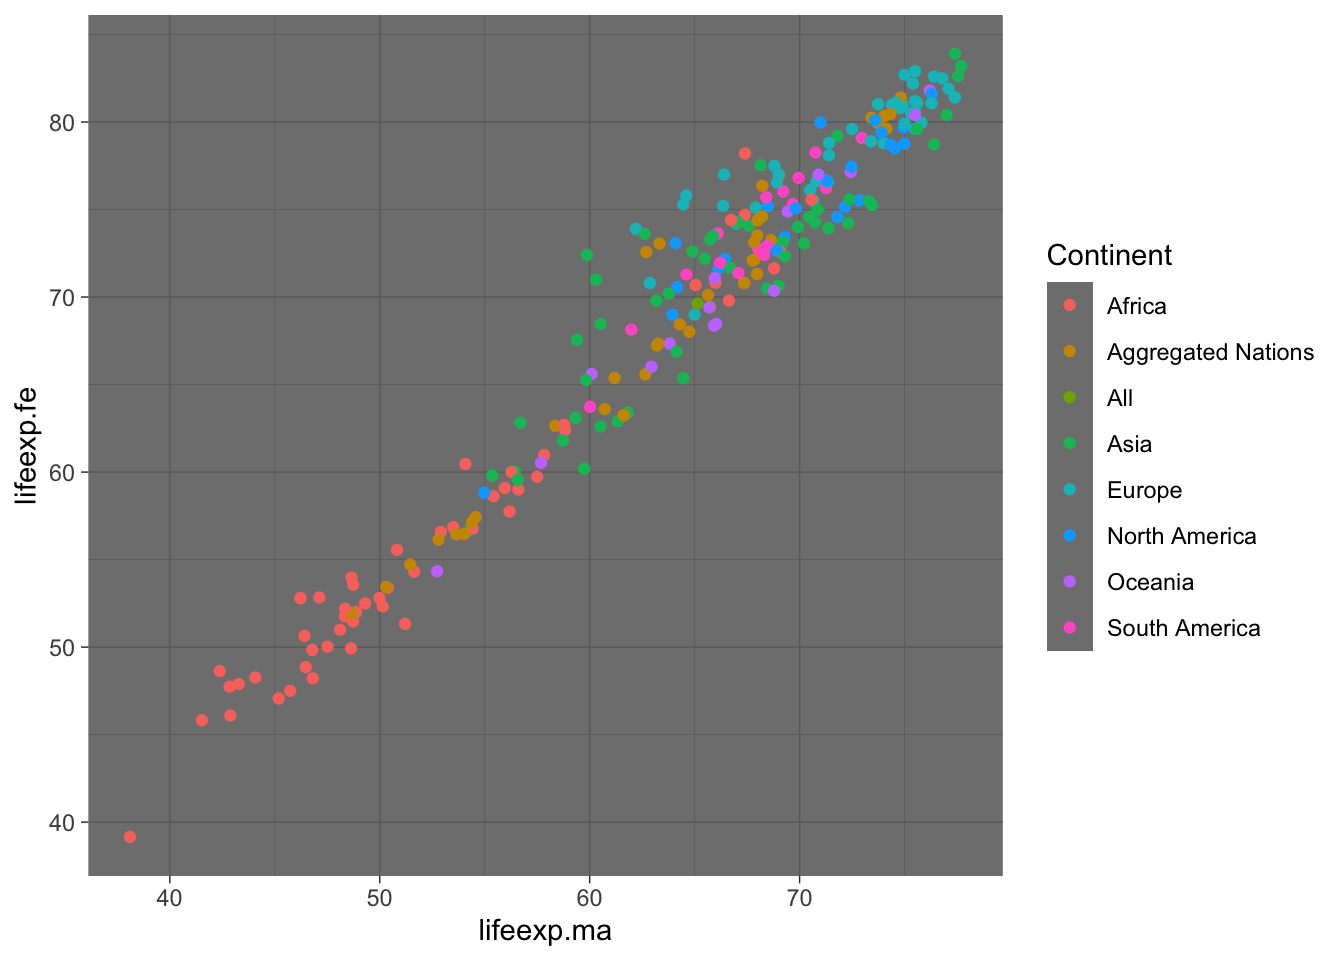 80
70
60
50
40
lifeexp.fe
40 50 60 70
lifeexp.ma
Continent
Africa
Aggregated Nations
All
Asia
Europe
North America
Oceania
South America